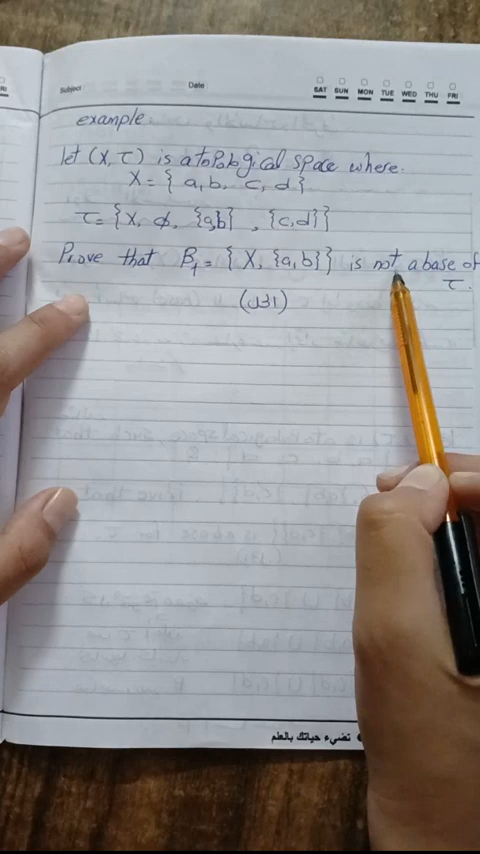 RI
Subject Date SAT SUN MON TUE WED THU FRI
example
let (X, τ) is a topological space where.
X = { a, b, c, d }
τ = { X, ϕ, {a,b}, {c,d}}
Prove that B₁ = { X, {a,b}} is not a base of
τ.
(الحل)
تضيء حياتك بالعلم